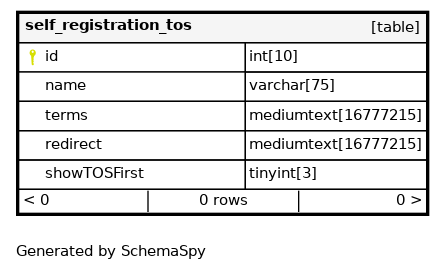 self_registration_tos [table]
id int[10]
name varchar[75]
terms mediumtext[16777215]
redirect mediumtext[16777215]
showTOSFirst tinyint[3]
< 0 0 rows 0 >
Generated by SchemaSpy